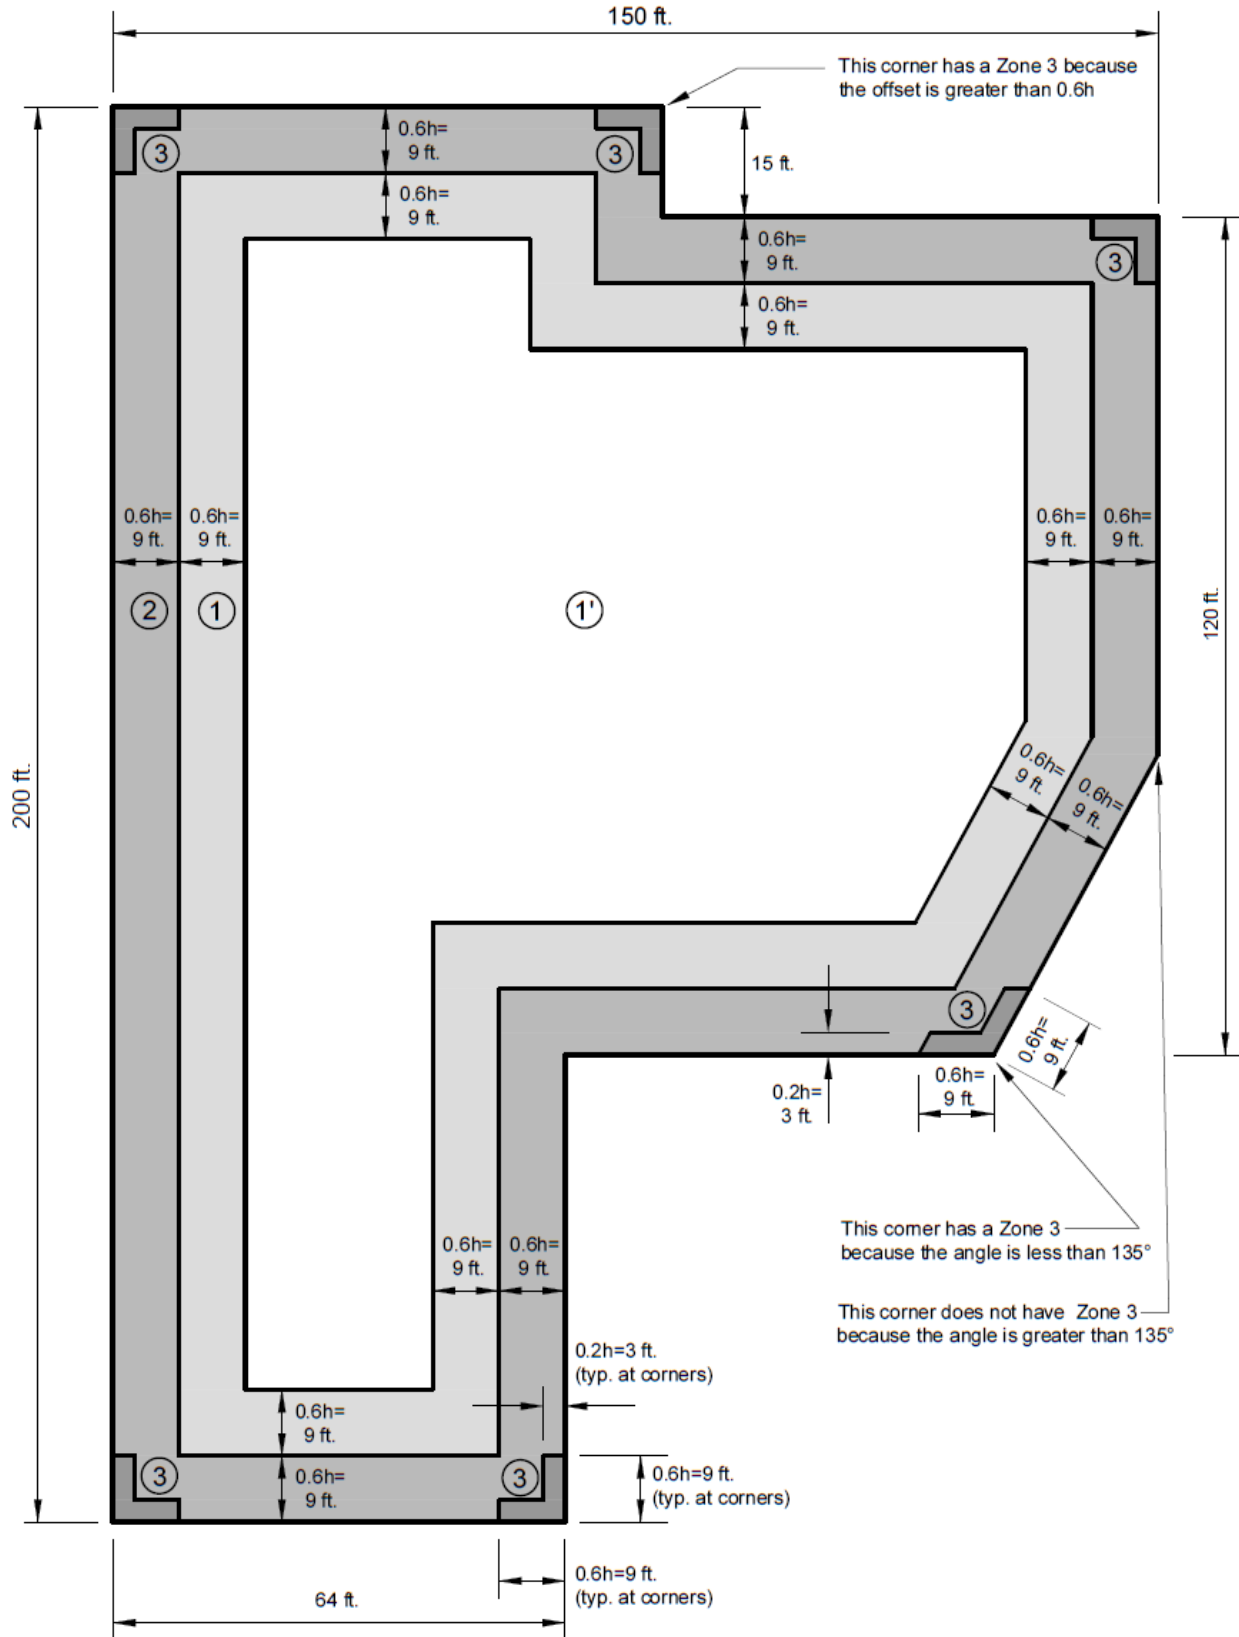 150 ft.
This corner has a Zone 3 because
the offset is greater than 0.6h
0.6h=
9 ft.
3
3
15 ft.
0.6h=
9 ft.
0.6h=
9 ft.
3
0.6h=
9 ft.
0.6h=
9 ft.
0.6h=
9 ft.
0.6h=
9 ft.
0.6h=
9 ft.
2
1
1'
120 ft.
200 ft.
0.6h=
9 ft.
0.6h=
9 ft.
3
0.6h=
9 ft.
0.6h=
9 ft.
0.2h=
3 ft.
This corner has a Zone 3
because the angle is less than 135°
0.6h=
9 ft.
0.6h=
9 ft.
This corner does not have Zone 3
because the angle is greater than 135°
0.2h=3 ft.
(typ. at corners)
0.6h=
9 ft.
3
0.6h=
9 ft.
3
0.6h=9 ft.
(typ. at corners)
0.6h=9 ft.
(typ. at corners)
64 ft.